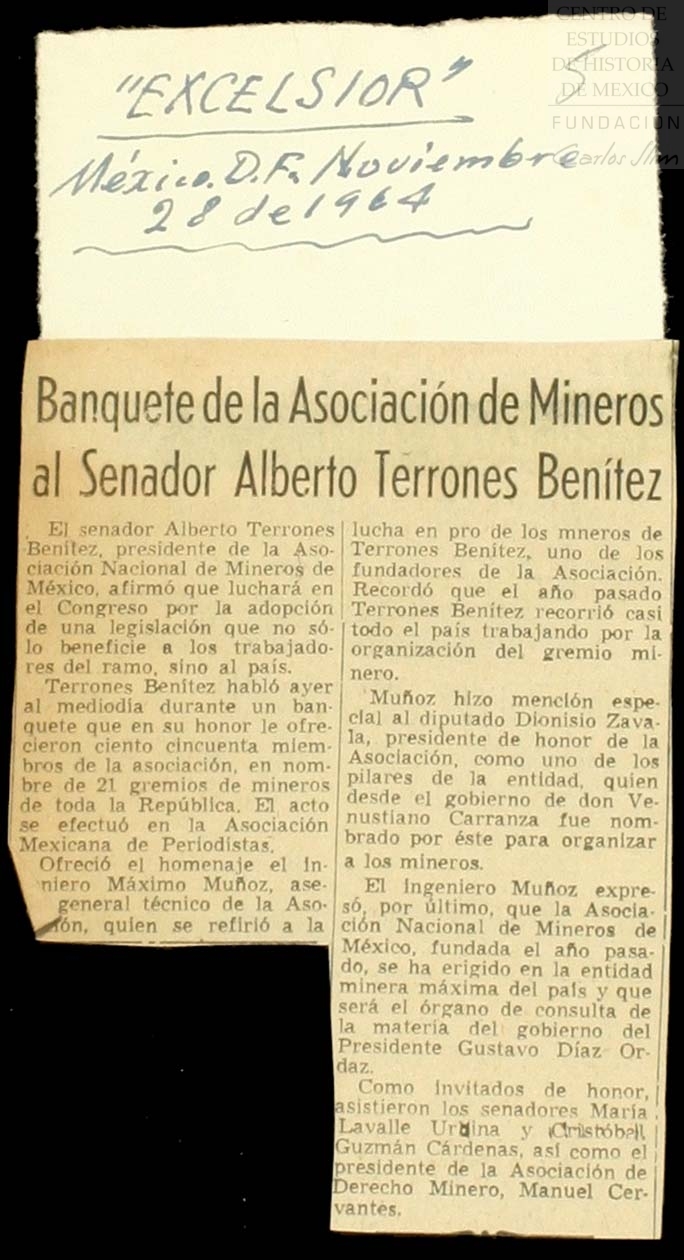 CENTRO DE
ESTUDIOS
DE HISTORIA
DE MEXICO
FUNDACIÓN
Carlos Slim
5
"EXCELSIOR"
México. D.F. Noviembre
28 de 1964
Banquete de la Asociación de Mineros
al Senador Alberto Terrones Benítez
El senador Alberto Terrones
Benítez, presidente de la Aso-
ciación Nacional de Mineros de
México, afirmó que luchará en
el Congreso por la adopción
de una legislación que no só-
lo beneficie a los trabajado-
res del ramo, sino al país.
Terrones Benítez habló ayer
al mediodía durante un ban-
quete que en su honor le ofre-
cieron ciento cincuenta miem-
bros de la asociación, en nom-
bre de 21 gremios de mineros
de toda la República. El acto
se efectuó en la Asociación
Mexicana de Periodistas.
Ofreció el homenaje el in-
niero Máximo Muñoz, ase-
general técnico de la Aso-
ión, quien se refirió a la
lucha en pro de los mneros de
Terrones Benítez, uno de los
fundadores de la Asociación.
Recordó que el año pasado
Terrones Benítez recorrió casi
todo el país trabajando por la
organización del gremio mi-
nero.
Muñoz hizo mención espe-
cial al diputado Dionisio Zava-
la, presidente de honor de la
Asociación, como uno de los
pilares de la entidad, quien
desde el gobierno de don Ve-
nustiano Carranza fue nom-
brado por éste para organizar
a los mineros.
El ingeniero Muñoz expre-
só, por último, que la Asocia-
ción Nacional de Mineros de
México, fundada el año pasa-
do, se ha erigido en la entidad
minera máxima del país y que
será el órgano de consulta de
la materia del gobierno del
Presidente Gustavo Díaz Or-
daz.
Como invitados de honor,
asistieron los senadores María
Lavalle Urbina y Cristóbal
Guzmán Cárdenas, así como el
presidente de la Asociación de
Derecho Minero, Manuel Cer-
vantes.